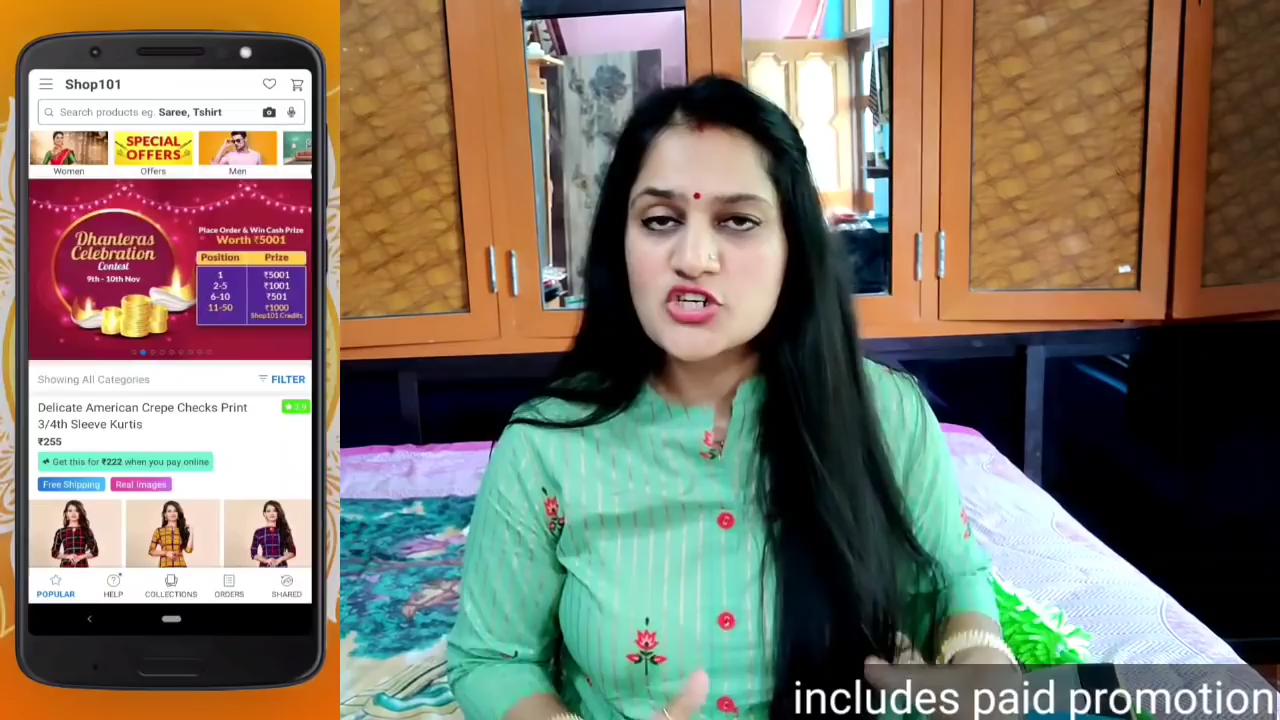 Shop101
Search products eg. Saree, Tshirt
SPECIAL
OFFERS
Women
Offers
Men
Dhanteras
Celebration
Contest
9th - 10th Nov
Place Order & Win Cash Prize
Worth ₹5001
Position Prize
1 ₹5001
2-5 ₹1001
6-10 ₹501
11-50 ₹1000
Shop101 Credits
Showing All Categories
FILTER
Delicate American Crepe Checks Print
3/4th Sleeve Kurtis
3.9
₹255
Get this for ₹222 when you pay online
Free Shipping
Real Images
POPULAR
HELP
COLLECTIONS
ORDERS
SHARED
includes paid promotion